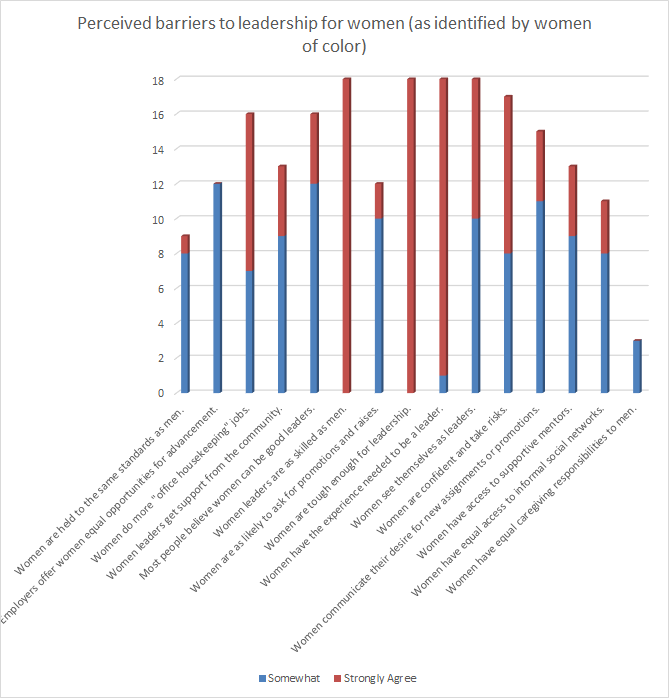 Perceived barriers to leadership for women (as identified by women
of color)
18
16
14
12
10
8
6
4
2
0
Women are held to the same standards as men.
Employers offer women equal opportunities for advancement.
Women do more "office housekeeping" jobs.
Women leaders get support from the community.
Most people believe women can be good leaders.
Women leaders are as skilled as men.
Women are as likely to ask for promotions and raises.
Women are tough enough for leadership.
Women have the experience needed to be a leader.
Women see themselves as leaders.
Women are confident and take risks.
Women communicate their desire for new assignments or promotions.
Women have access to supportive mentors.
Women have equal access to informal social networks.
Women have equal caregiving responsibilities to men.
Somewhat
Strongly Agree